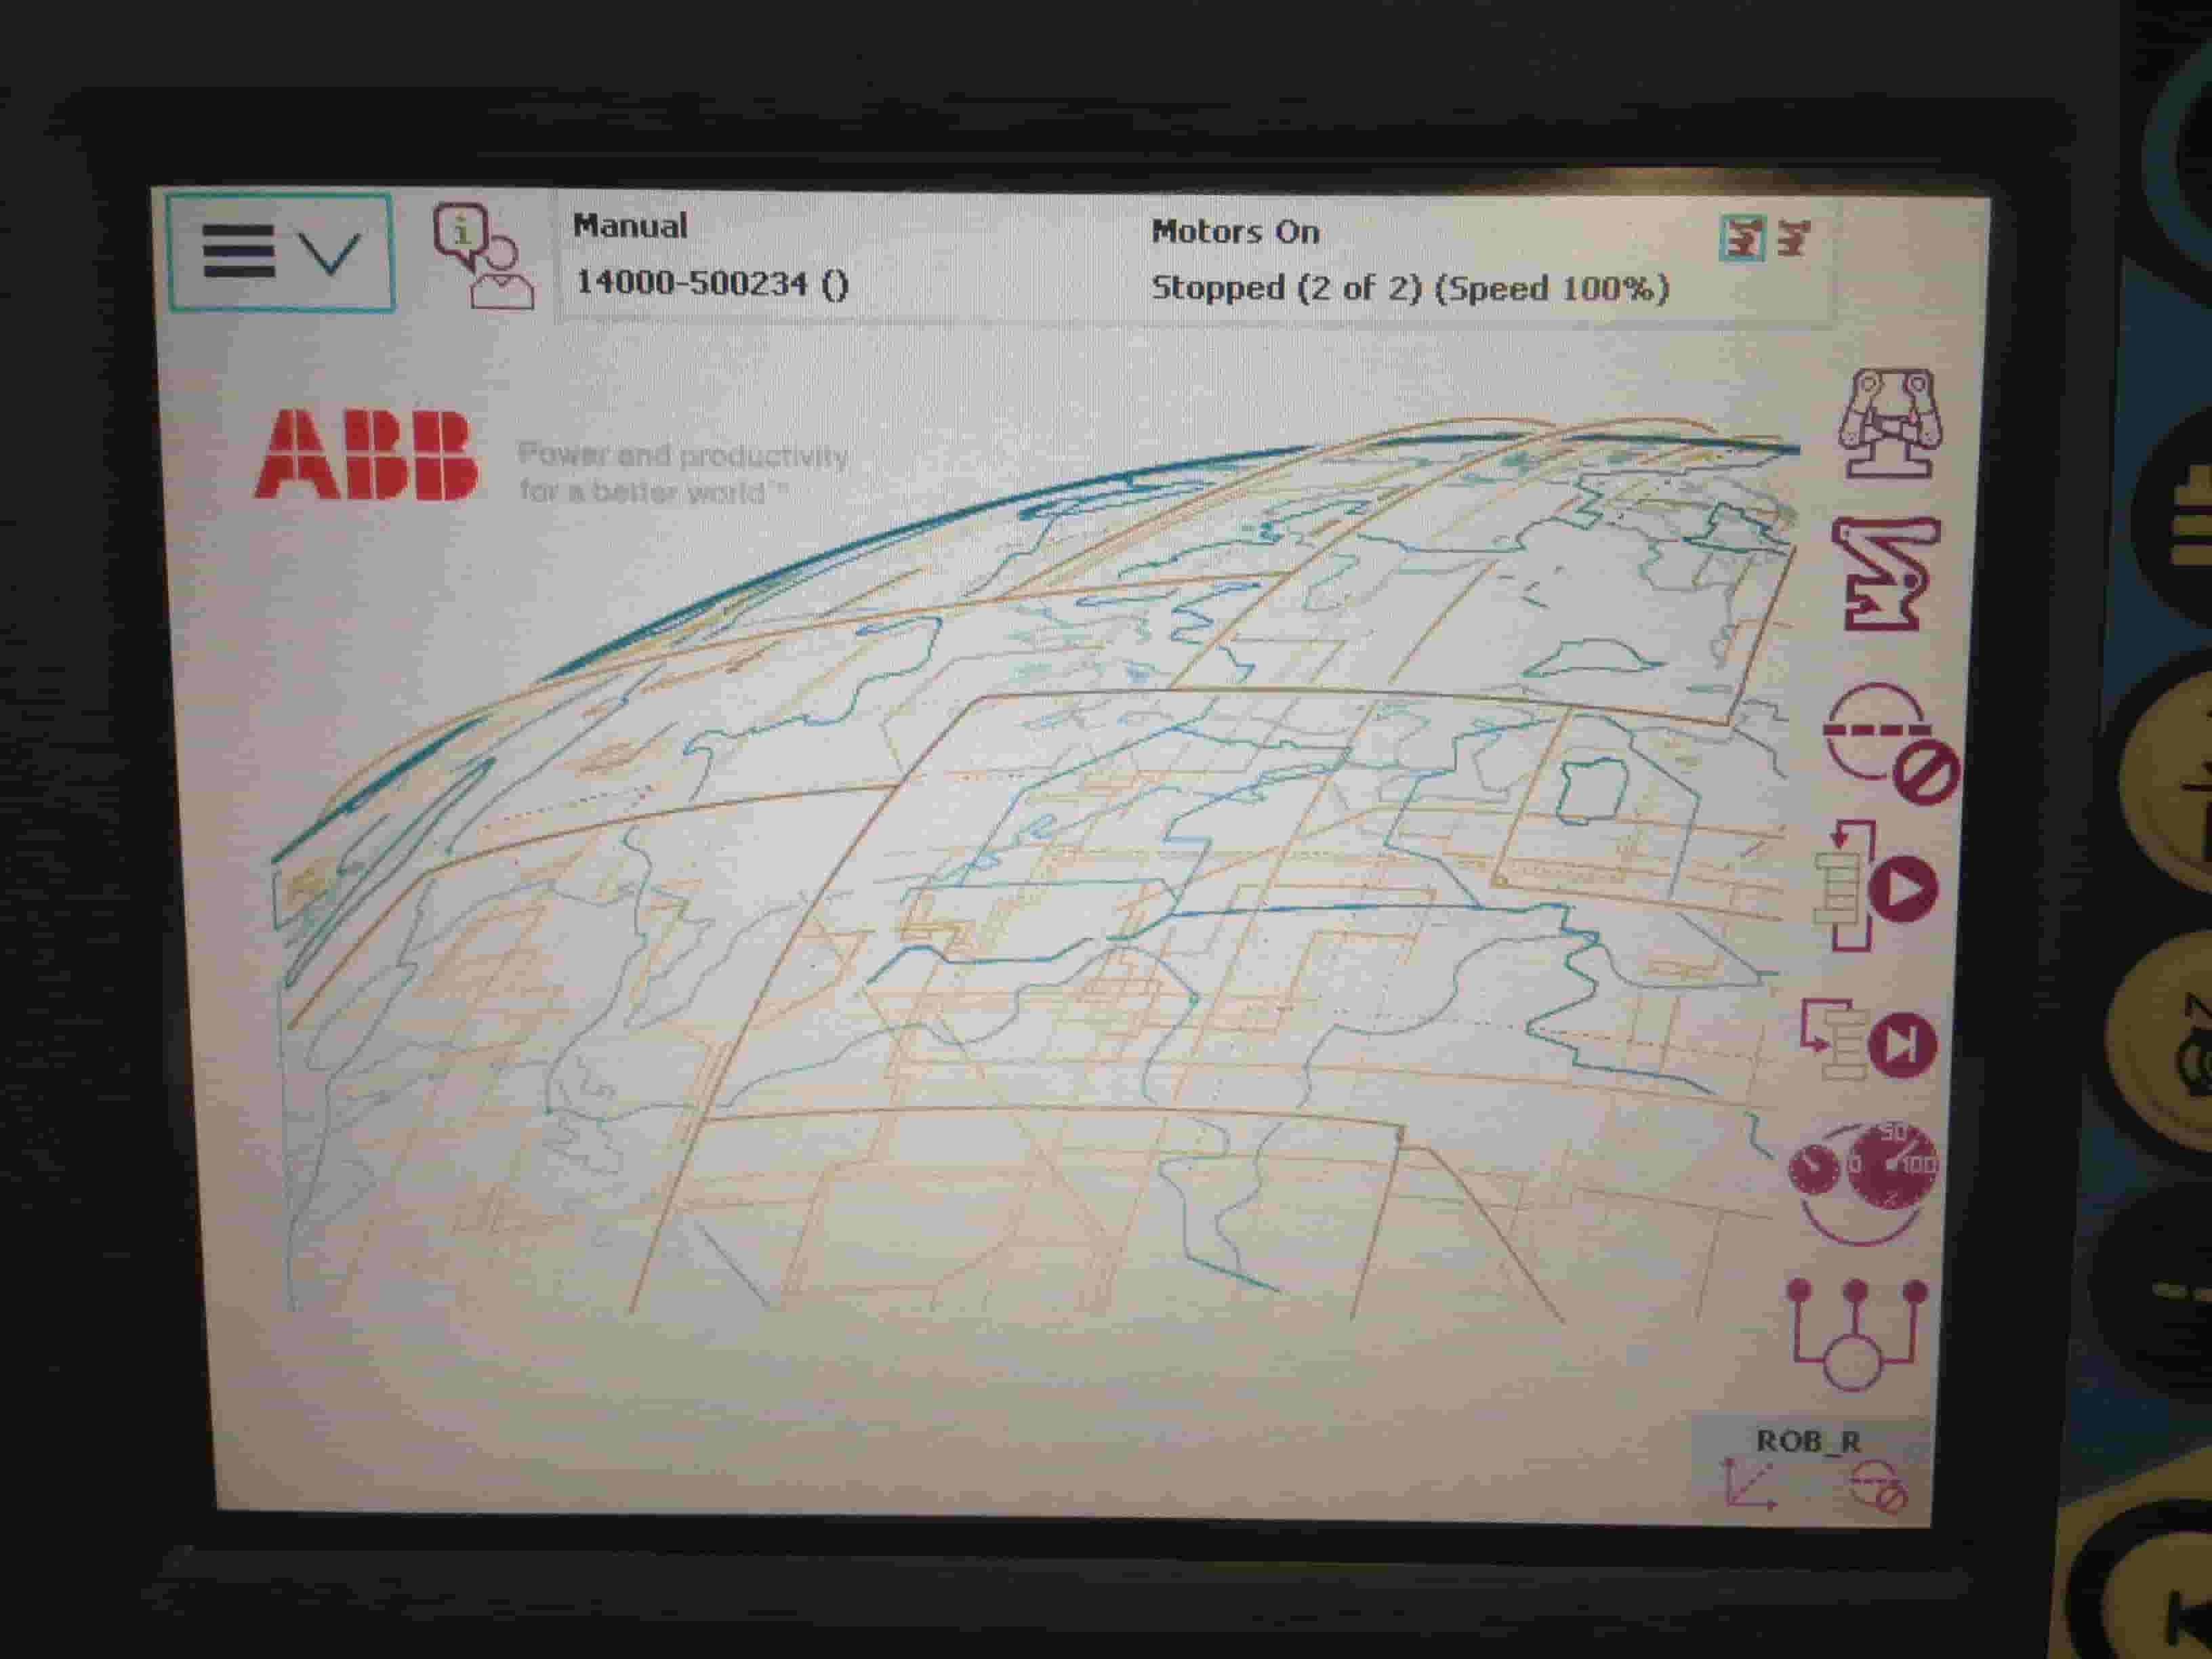 Manual
Motors On
14000-500234 ()
Stopped (2 of 2) (Speed 100%)
ABB
Power and productivity
for a better world™
50
0
100
%
ROB_R